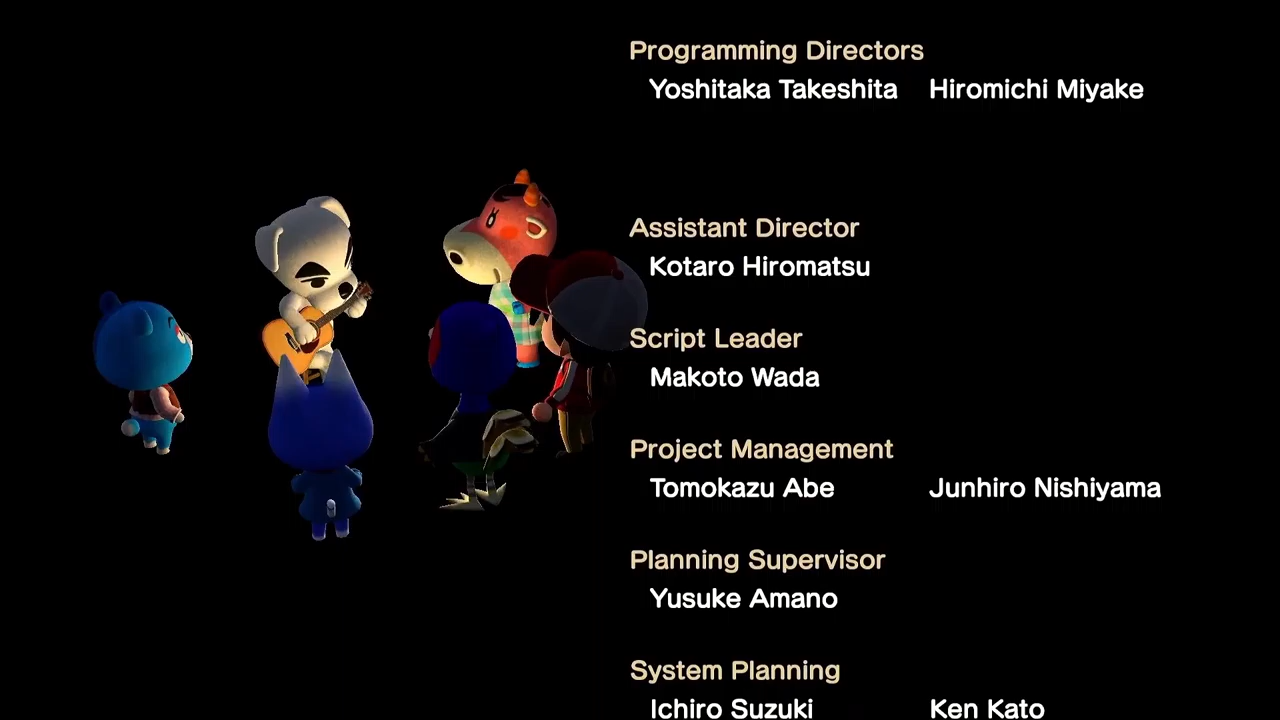 Programming Directors
Yoshitaka Takeshita Hiromichi Miyake
Assistant Director
Kotaro Hiromatsu
Script Leader
Makoto Wada
Project Management
Tomokazu Abe Junhiro Nishiyama
Planning Supervisor
Yusuke Amano
System Planning
Ichiro Suzuki Ken Kato